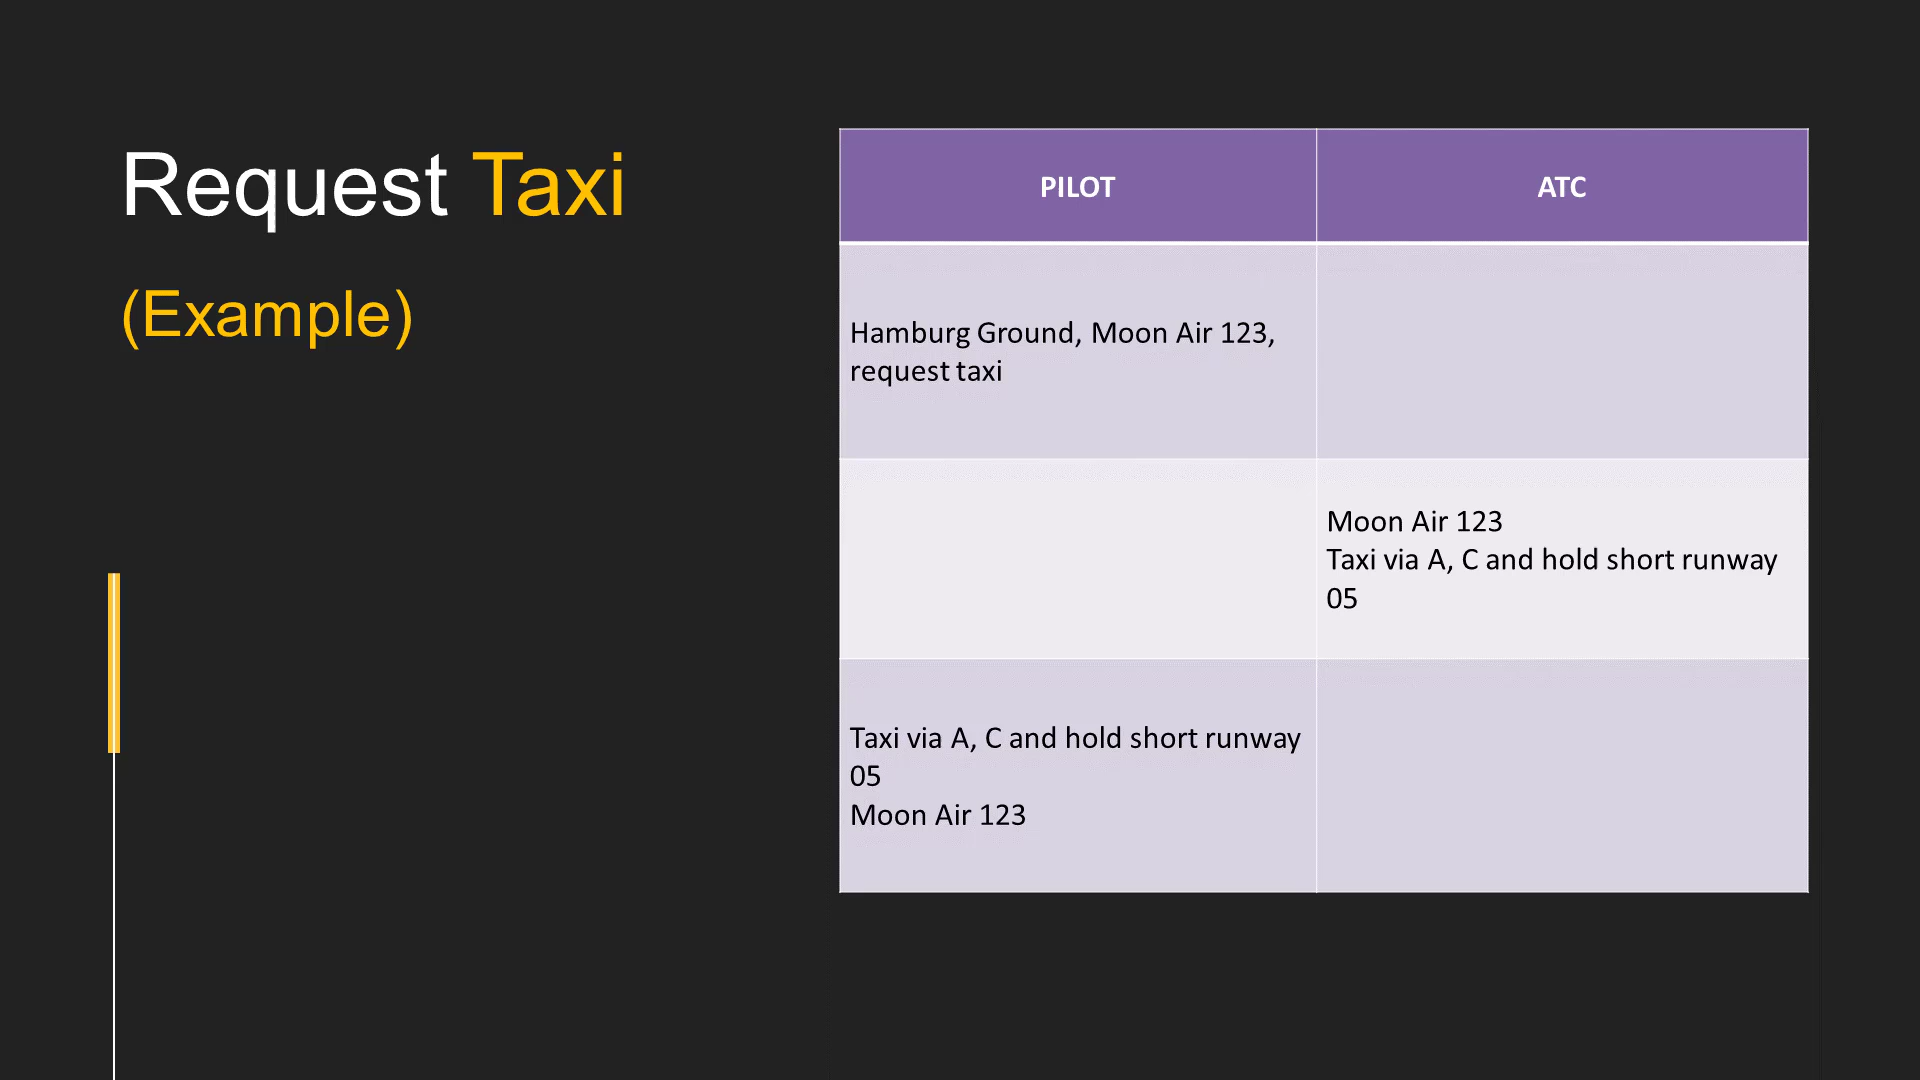 Request Taxi
(Example)
PILOT
ATC
Hamburg Ground, Moon Air 123,
request taxi
Moon Air 123
Taxi via A, C and hold short runway
05
Taxi via A, C and hold short runway
05
Moon Air 123